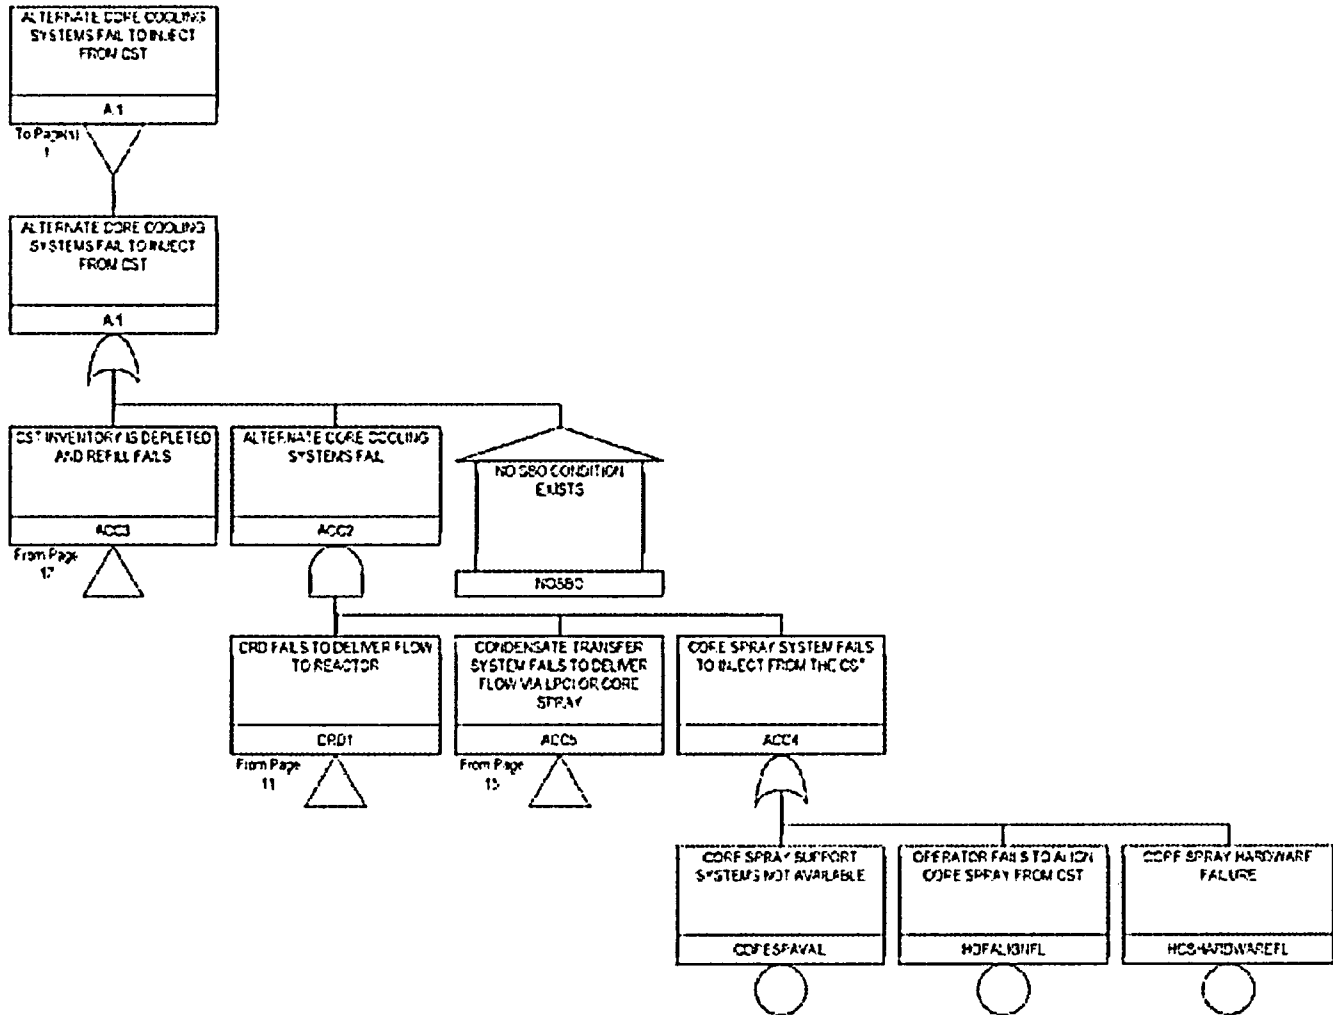 ALTERNATE CORE COOLING
SYSTEMS FAIL TO INJECT
FROM CST
A.1
To Page(s)
1
ALTERNATE CORE COOLING
SYSTEMS FAIL TO INJECT
FROM CST
A.1
CST INVENTORY IS DEPLETED
AND REFILL FAILS
ACC3
From Page
17
ALTERNATE CORE COOLING
SYSTEMS FAIL
ACC2
NO SBO CONDITION
EXISTS
NOSBO
CRD FAILS TO DELIVER FLOW
TO REACTOR
CRD1
From Page
11
CONDENSATE TRANSFER
SYSTEM FAILS TO DELIVER
FLOW VIA LPCI OR CORE
SPRAY
ACC5
From Page
15
CORE SPRAY SYSTEM FAILS
TO INJECT FROM THE CST
ACC4
CORE SPRAY SUPPORT
SYSTEMS NOT AVAILABLE
CORESPAVAL
OPERATOR FAILS TO ALIGN
CORE SPRAY FROM CST
HOFALIGNFL
CORE SPRAY HARDWARE
FAILURE
HCSHARDWAREFL